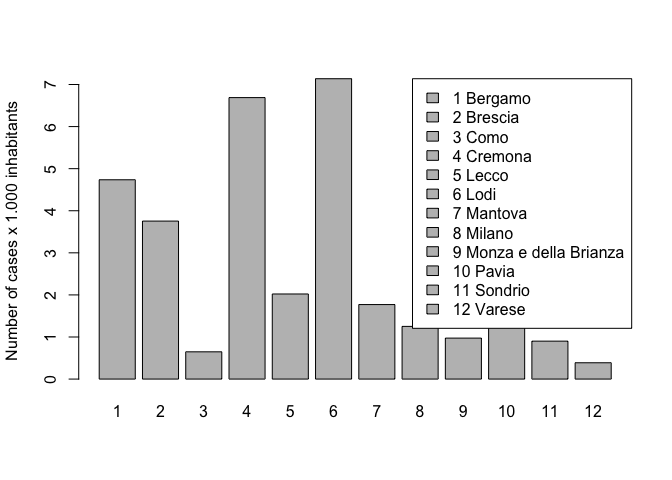 Number of cases x 1.000 inhabitants
7
6
5
4
3
2
1
0
1 Bergamo
2 Brescia
3 Como
4 Cremona
5 Lecco
6 Lodi
7 Mantova
8 Milano
9 Monza e della Brianza
10 Pavia
11 Sondrio
12 Varese
1 2 3 4 5 6 7 8 9 10 11 12